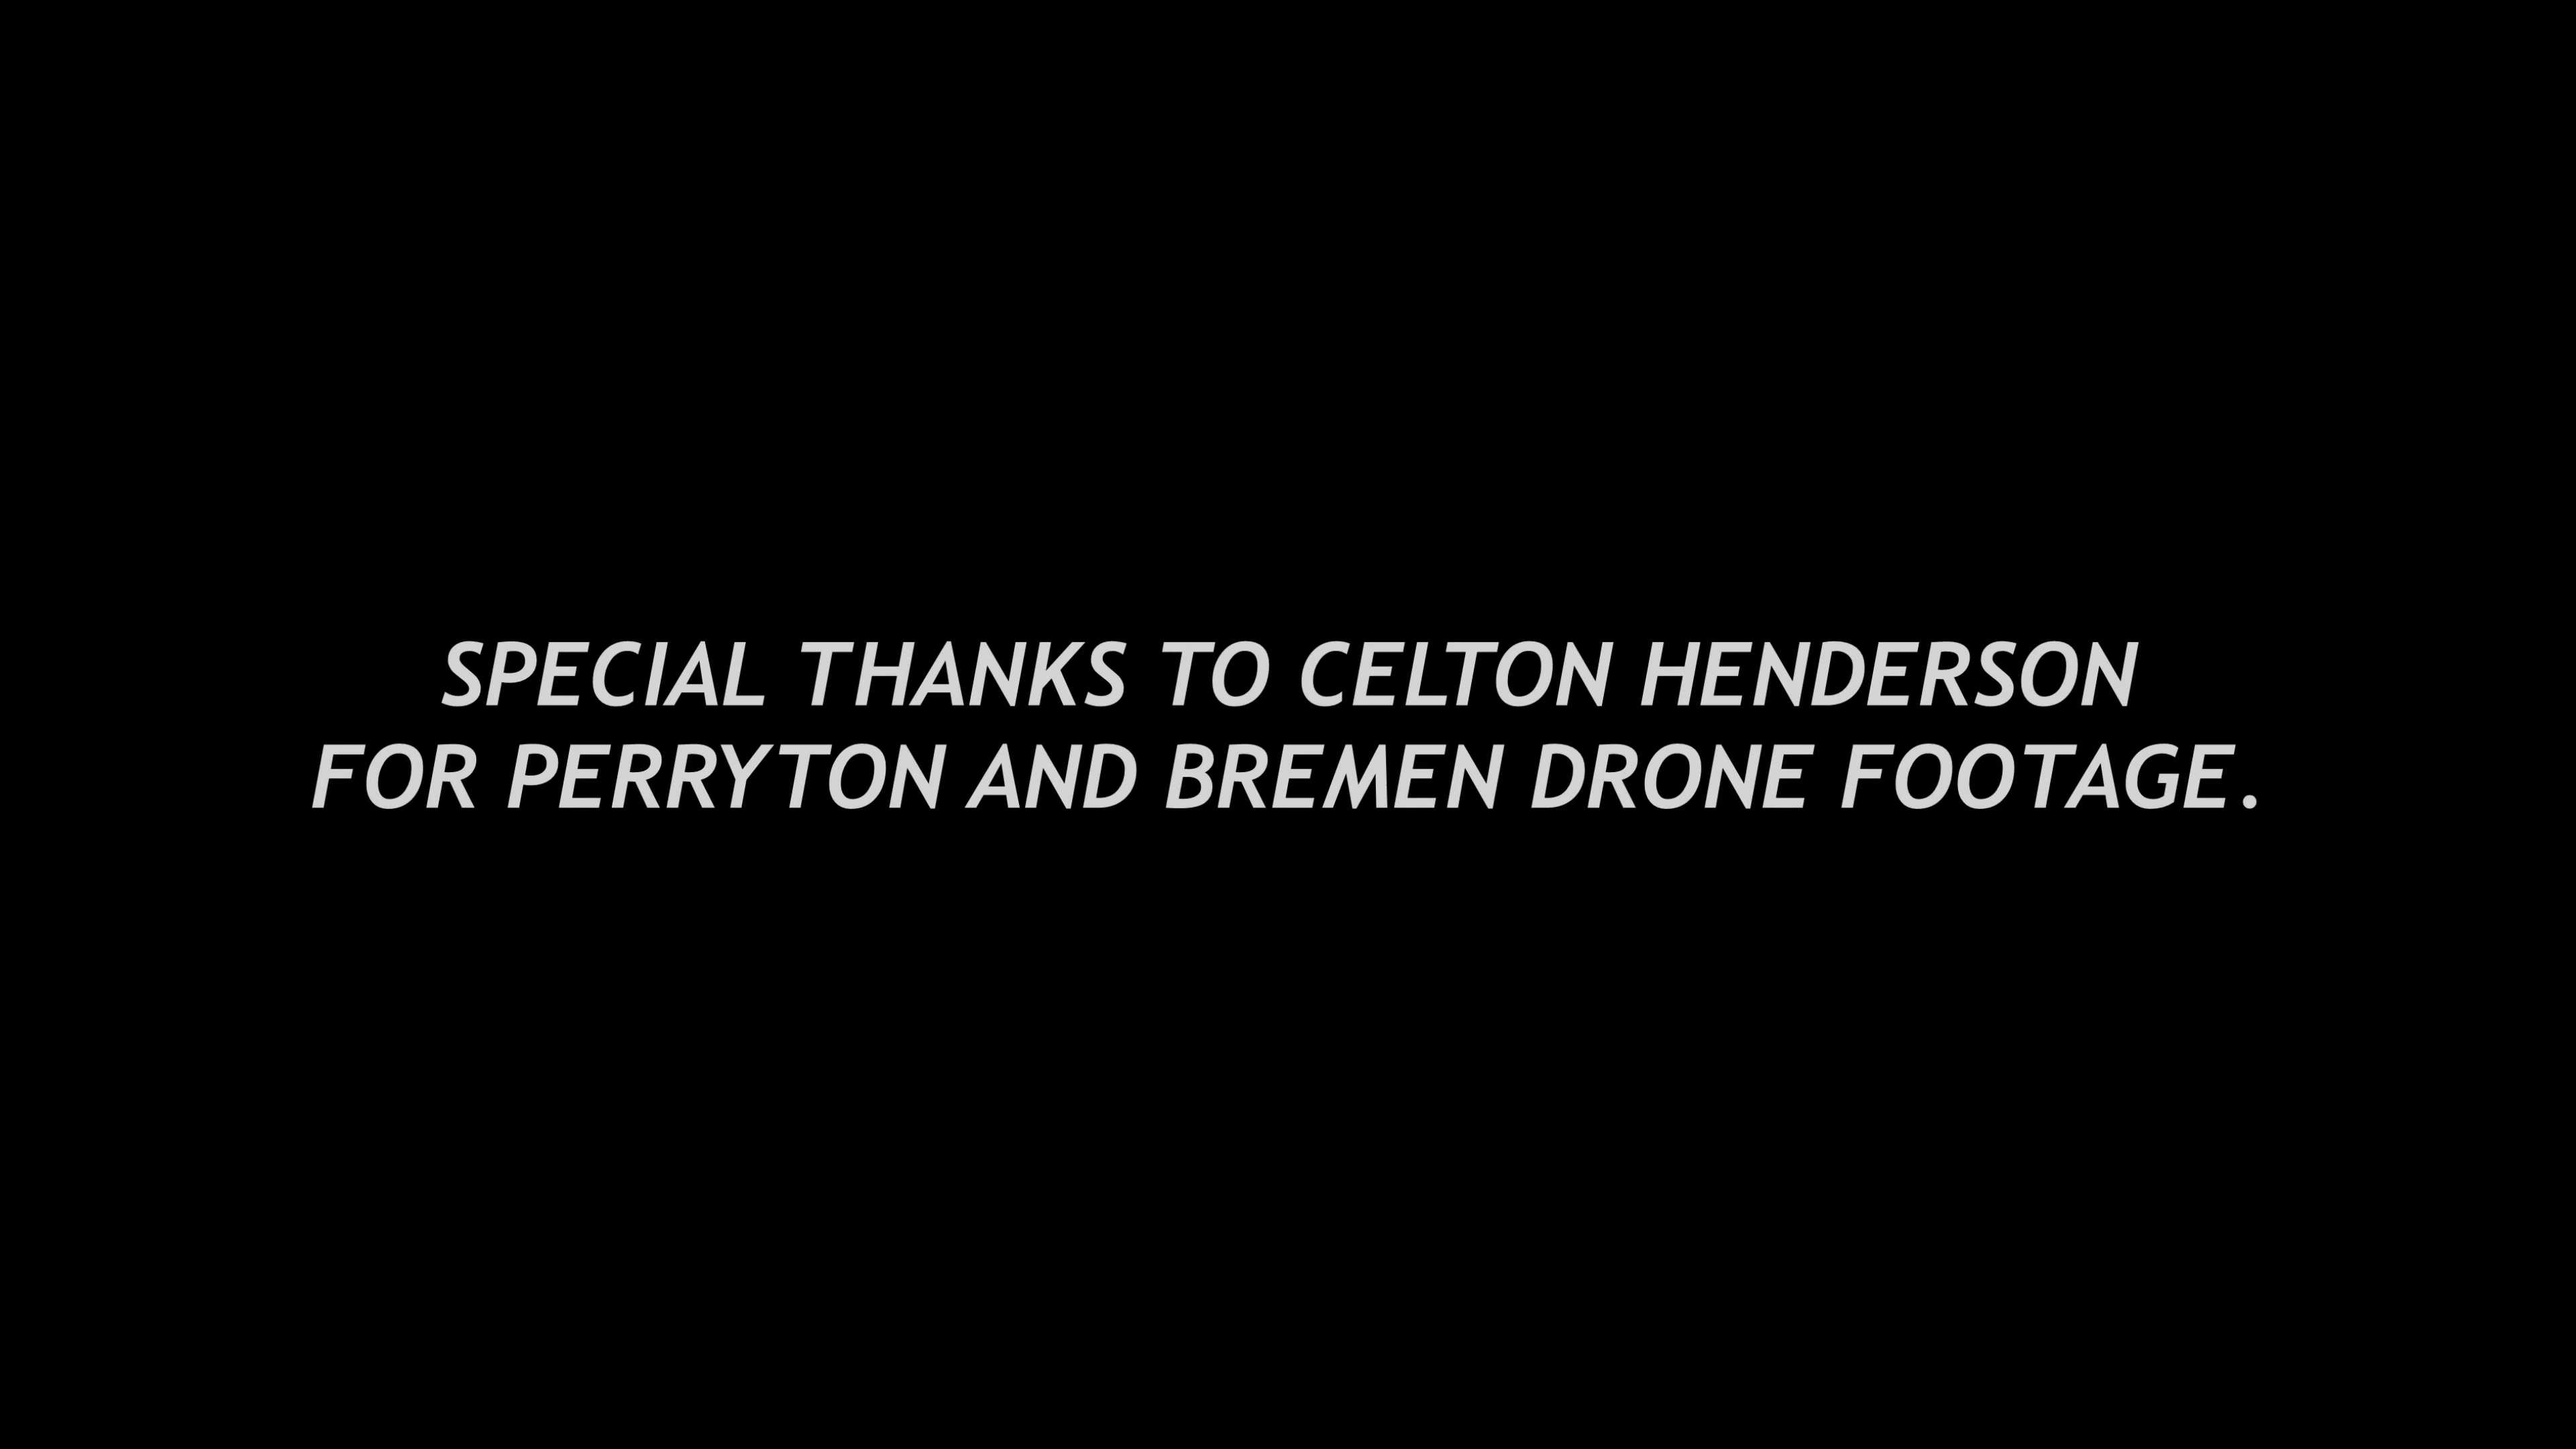 SPECIAL THANKS TO CELTON HENDERSON
FOR PERRYTON AND BREMEN DRONE FOOTAGE.